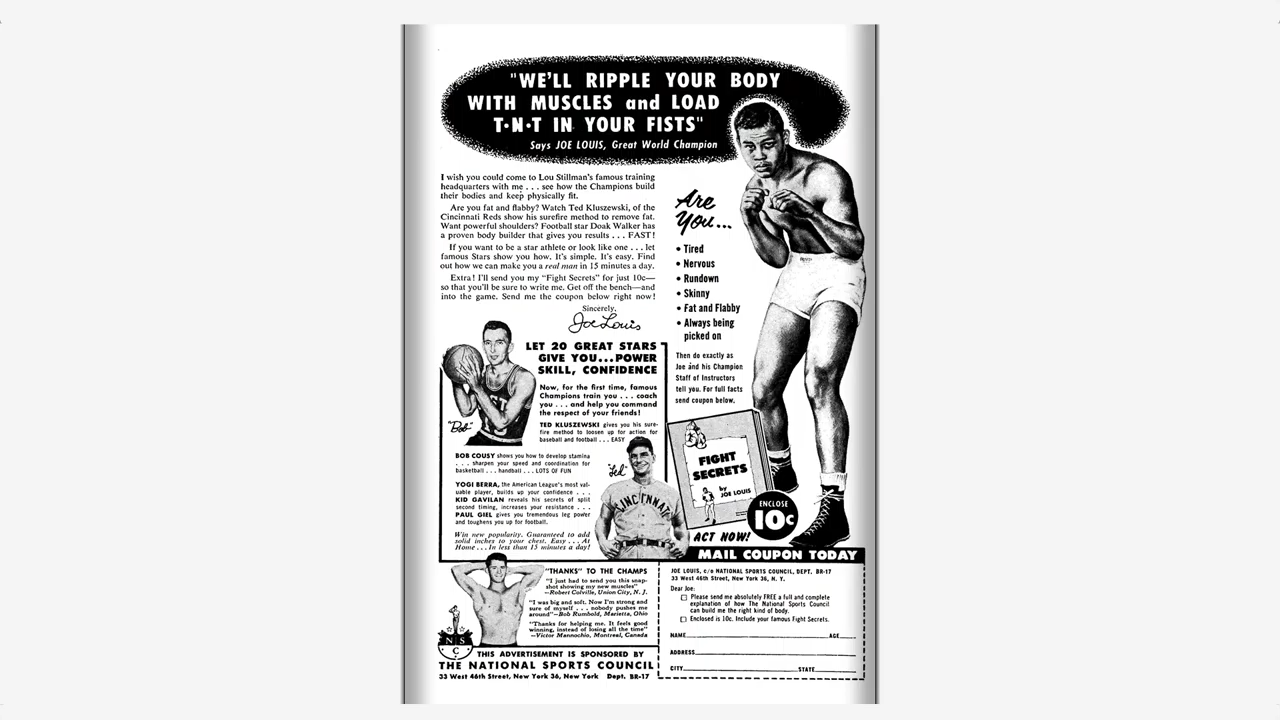 "WE'LL RIPPLE YOUR BODY
WITH MUSCLES and LOAD
T·N·T IN YOUR FISTS"
Says JOE LOUIS, Great World Champion
I wish you could come to Lou Stillman's famous training
headquarters with me . . . see how the Champions build
their bodies and keep physically fit.
Are you fat and flabby? Watch Ted Kluszewski, of the
Cincinnati Reds show his surefire method to remove fat.
Want powerful shoulders? Football star Doak Walker has
a proven body builder that gives you results . . . FAST!
If you want to be a star athlete or look like one . . . let
famous Stars show you how. It's simple. It's easy. Find
out how we can make you a real man in 15 minutes a day.
Extra! I'll send you my "Fight Secrets" for just 10c—
so that you'll be sure to write me. Get off the bench—and
into the game. Send me the coupon below right now!
Sincerely,
Joe Louis
Are
You...
• Tired
• Nervous
• Rundown
• Skinny
• Fat and Flabby
• Always being
picked on
Then do exactly as
Joe and his Champion
Staff of Instructors
tell you. For full facts
send coupon below.
LET 20 GREAT STARS
GIVE YOU...POWER
SKILL, CONFIDENCE
Now, for the first time, famous
Champions train you . . . coach
you . . . and help you command
the respect of your friends!
TED KLUSZEWSKI gives you his sure-
fire method to loosen up for action for
baseball and football . . . EASY
"Bob"
BOB COUSY shows you how to develop stamina
. . . sharpen your speed and coordination for
basketball . . . handball . . . LOTS OF FUN
YOGI BERRA, the American League's most val-
uable player, builds up your confidence . . .
KID GAVILAN reveals his secrets of split
second timing, increases your resistance . . .
PAUL GIEL gives you tremendous leg power
and toughens you up for football.
Win new popularity. Guaranteed to add
solid inches to your chest. Easy . . . At
Home . . . In less than 15 minutes a day!
"Ted"
CINCINNATI
FIGHT
SECRETS
by
JOE LOUIS
ENCLOSE
10c
ACT NOW!
MAIL COUPON TODAY
"THANKS" TO THE CHAMPS
"I just had to send you this snap-
shot showing my new muscles"
—Robert Colville, Union City, N. J.
"I was big and soft. Now I'm strong and
sure of myself . . . nobody pushes me
around"—Bob Rumbold, Marietta, Ohio
"Thanks for helping me. It feels good
winning, instead of losing all the time"
—Victor Mannochio, Montreal, Canada
N S
C
THIS ADVERTISEMENT IS SPONSORED BY
THE NATIONAL SPORTS COUNCIL
33 West 46th Street, New York 36, New York Dept. BR-17
JOE LOUIS, c/o NATIONAL SPORTS COUNCIL, DEPT. BR-17
33 West 46th Street, New York 36, N. Y.
Dear Joe:
Please send me absolutely FREE a full and complete
explanation of how The National Sports Council
can build me the right kind of body.
Enclosed is 10c. Include your famous Fight Secrets.
NAME AGE
ADDRESS
CITY STATE